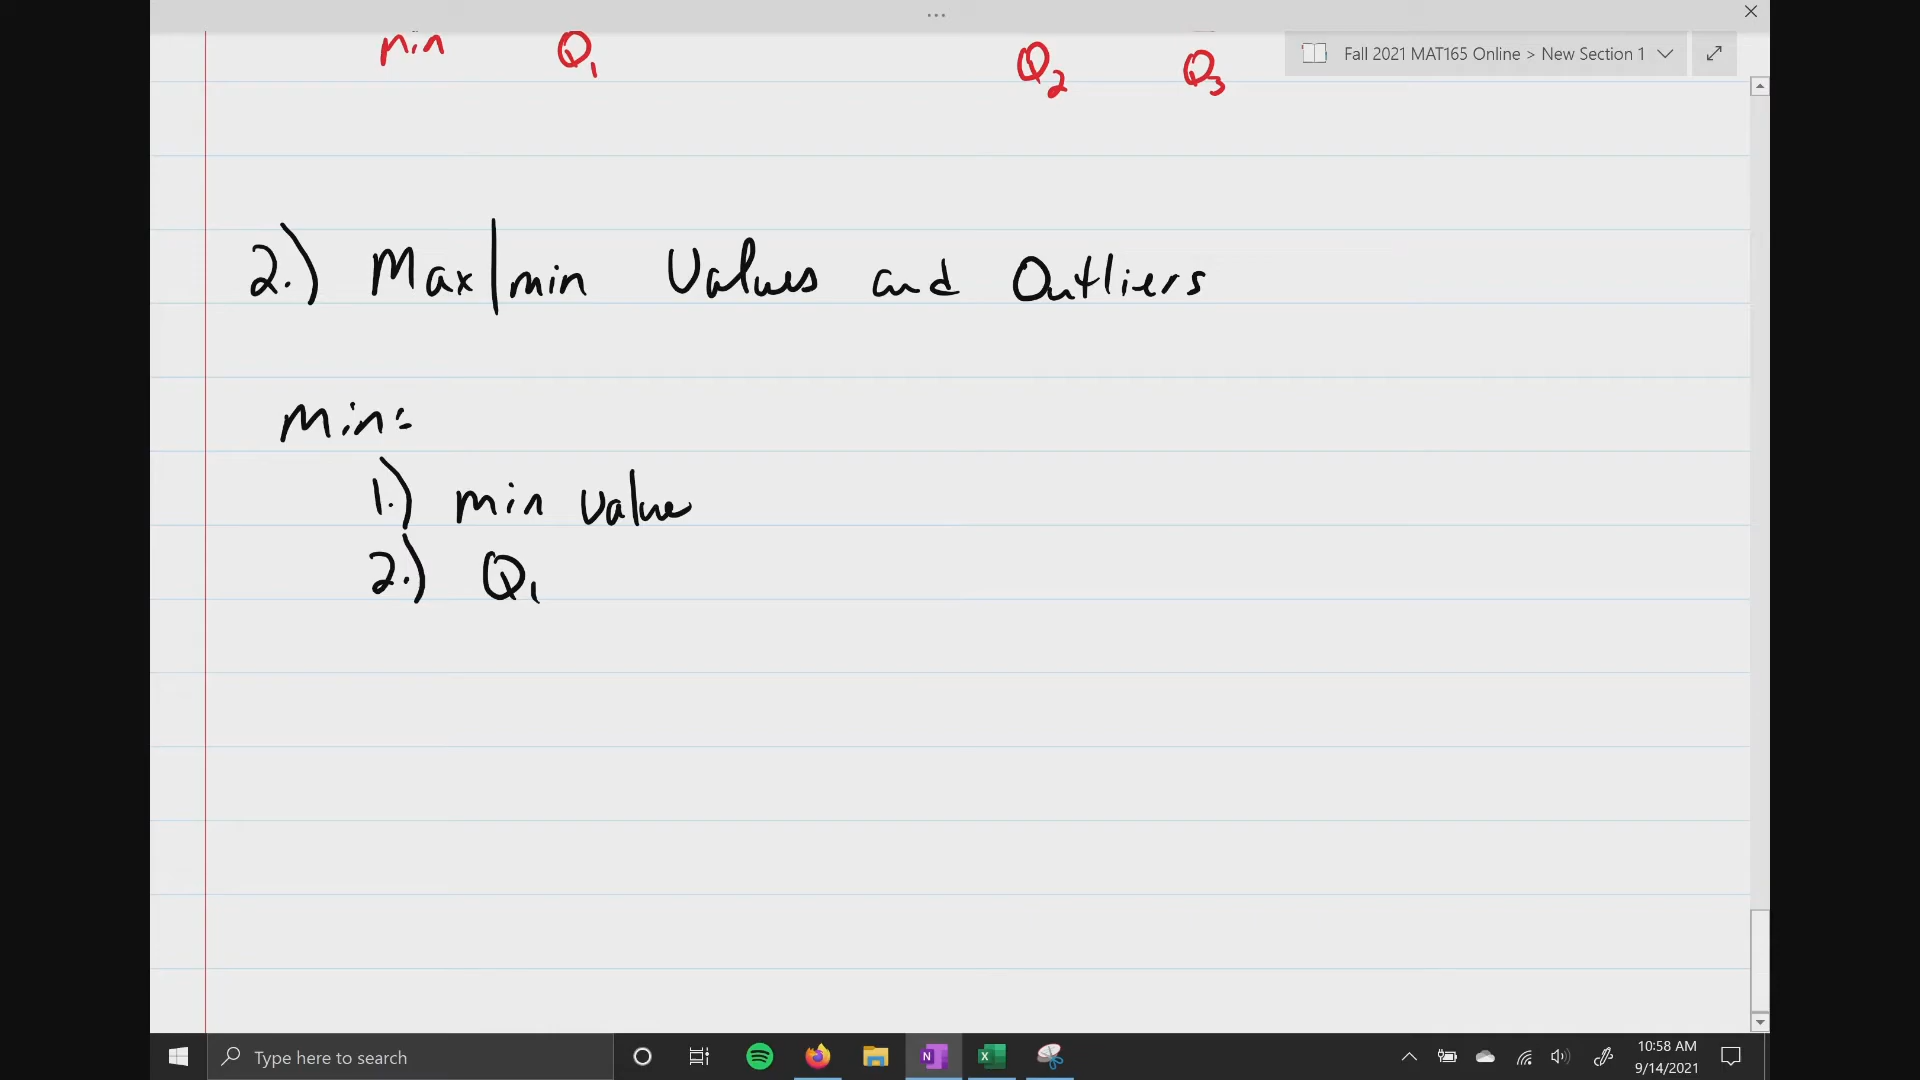 ...
min Q1 Q2 Q3
Fall 2021 MAT165 Online > New Section 1
2.) Max/min Values and Outliers
Min:
1.) min value
2.) Q1
Type here to search
10:58 AM
9/14/2021